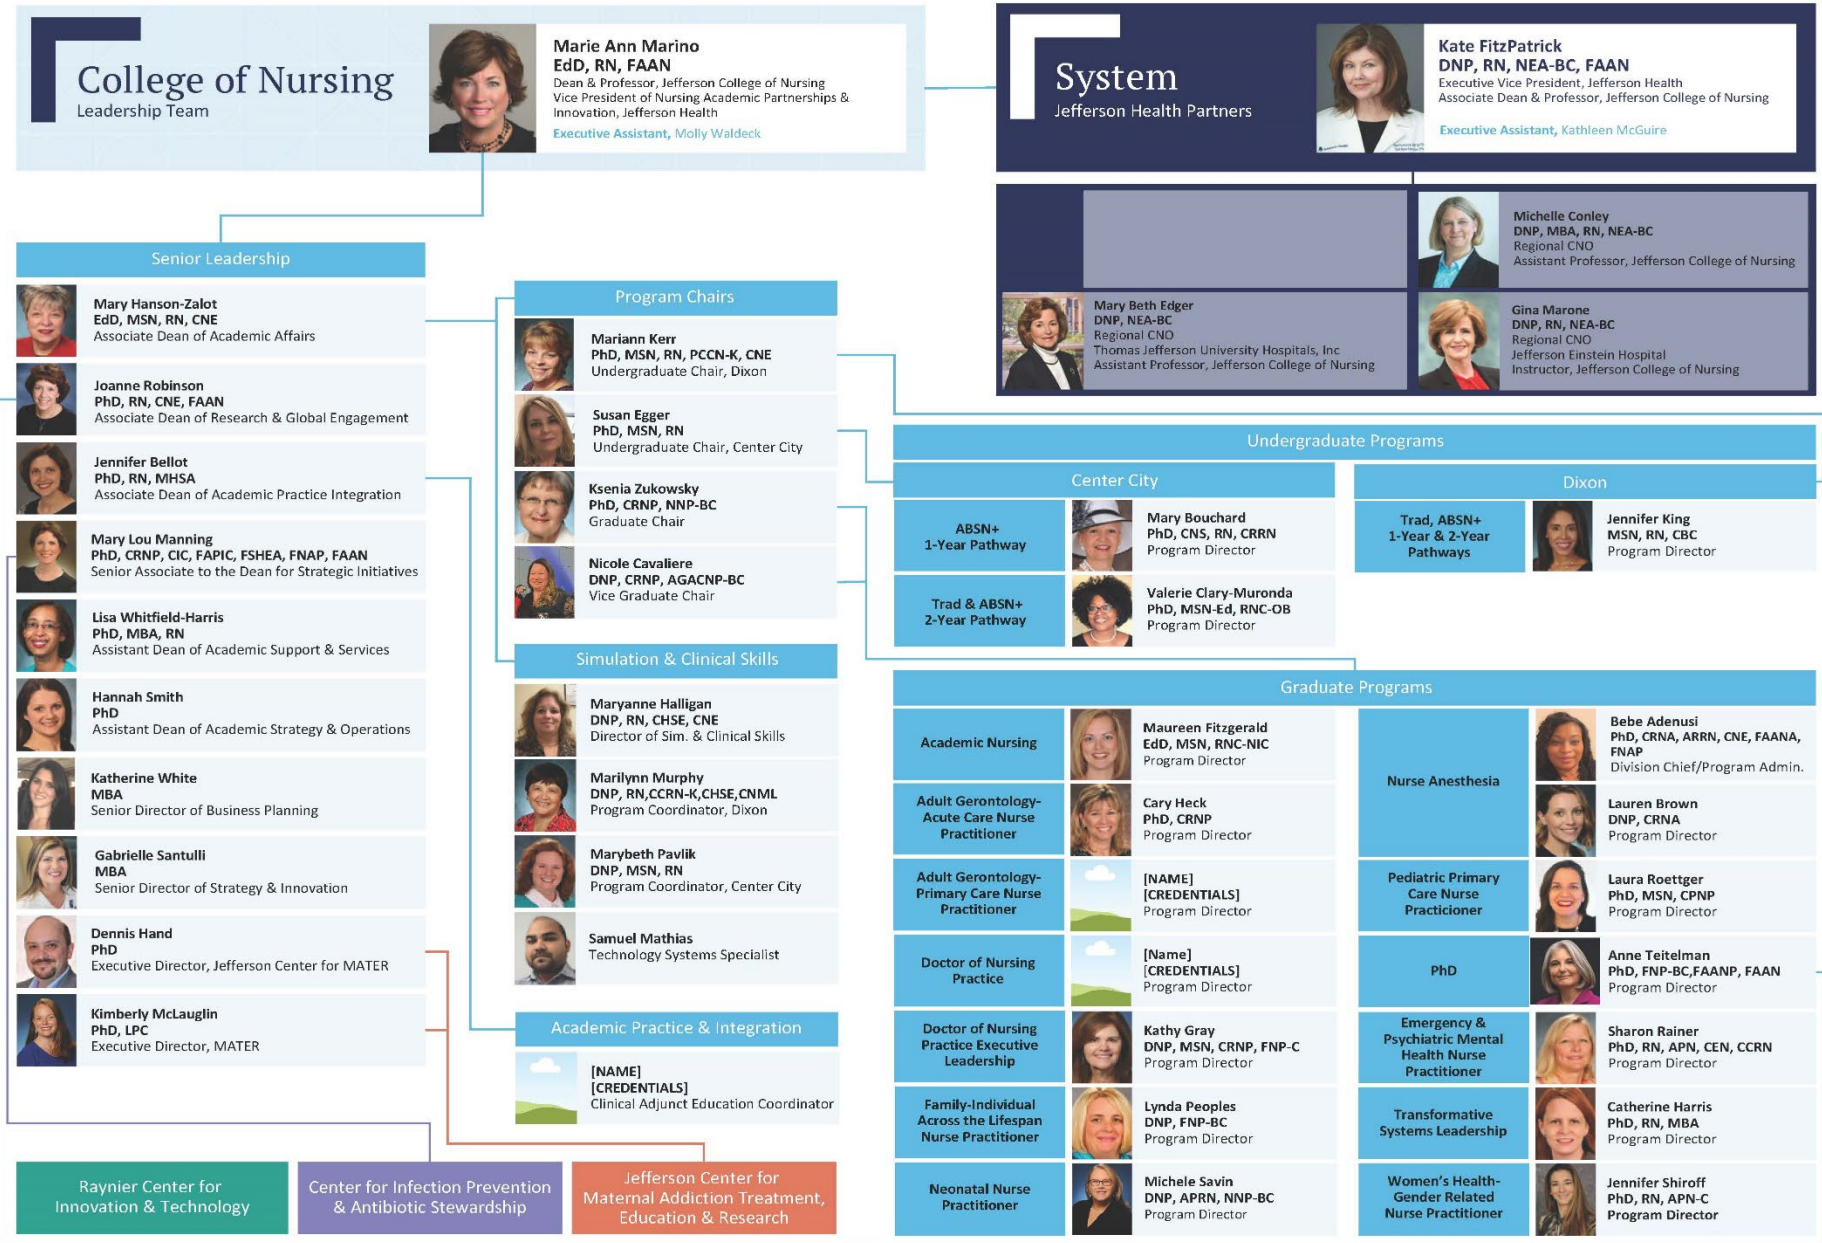 College of Nursing
Leadership Team
Marie Ann Marino
EdD, RN, FAAN
Dean & Professor, Jefferson College of Nursing
Vice President of Nursing Academic Partnerships &
Innovation, Jefferson Health
Executive Assistant, Molly Waldeck
System
Jefferson Health Partners
Kate FitzPatrick
DNP, RN, NEA-BC, FAAN
Executive Vice President, Jefferson Health
Associate Dean & Professor, Jefferson College of Nursing
Executive Assistant, Kathleen McGuire
Michelle Conley
DNP, MBA, RN, NEA-BC
Regional CNO
Assistant Professor, Jefferson College of Nursing
Mary Beth Edger
DNP, NEA-BC
Regional CNO
Thomas Jefferson University Hospitals, Inc
Assistant Professor, Jefferson College of Nursing
Gina Marone
DNP, RN, NEA-BC
Regional CNO
Jefferson Einstein Hospital
Instructor, Jefferson College of Nursing
Senior Leadership
Mary Hanson-Zalot
EdD, MSN, RN, CNE
Associate Dean of Academic Affairs
Joanne Robinson
PhD, RN, CNE, FAAN
Associate Dean of Research & Global Engagement
Jennifer Bellot
PhD, RN, MHSA
Associate Dean of Academic Practice Integration
Mary Lou Manning
PhD, CRNP, CIC, FAPIC, FSHEA, FNAP, FAAN
Senior Associate to the Dean for Strategic Initiatives
Lisa Whitfield-Harris
PhD, MBA, RN
Assistant Dean of Academic Support & Services
Hannah Smith
PhD
Assistant Dean of Academic Strategy & Operations
Katherine White
MBA
Senior Director of Business Planning
Gabrielle Santulli
MBA
Senior Director of Strategy & Innovation
Dennis Hand
PhD
Executive Director, Jefferson Center for MATER
Kimberly McLauglin
PhD, LPC
Executive Director, MATER
Program Chairs
Mariann Kerr
PhD, MSN, RN, PCCN-K, CNE
Undergraduate Chair, Dixon
Susan Egger
PhD, MSN, RN
Undergraduate Chair, Center City
Ksenia Zukowsky
PhD, CRNP, NNP-BC
Graduate Chair
Nicole Cavaliere
DNP, CRNP, AGACNP-BC
Vice Graduate Chair
Simulation & Clinical Skills
Maryanne Halligan
DNP, RN, CHSE, CNE
Director of Sim. & Clinical Skills
Marilynn Murphy
DNP, RN,CCRN-K,CHSE,CNML
Program Coordinator, Dixon
Marybeth Pavlik
DNP, MSN, RN
Program Coordinator, Center City
Samuel Mathias
Technology Systems Specialist
Academic Practice & Integration
[NAME]
[CREDENTIALS]
Clinical Adjunct Education Coordinator
Undergraduate Programs
Center City
ABSN+
1-Year Pathway
Mary Bouchard
PhD, CNS, RN, CRRN
Program Director
Trad & ABSN+
2-Year Pathway
Valerie Clary-Muronda
PhD, MSN-Ed, RNC-OB
Program Director
Dixon
Trad, ABSN+
1-Year & 2-Year
Pathways
Jennifer King
MSN, RN, CBC
Program Director
Graduate Programs
Academic Nursing
Maureen Fitzgerald
EdD, MSN, RNC-NIC
Program Director
Adult Gerontology-
Acute Care Nurse
Practitioner
Cary Heck
PhD, CRNP
Program Director
Adult Gerontology-
Primary Care Nurse
Practitioner
[NAME]
[CREDENTIALS]
Program Director
Doctor of Nursing
Practice
[Name]
[CREDENTIALS]
Program Director
Doctor of Nursing
Practice Executive
Leadership
Kathy Gray
DNP, MSN, CRNP, FNP-C
Program Director
Family-Individual
Across the Lifespan
Nurse Practitioner
Lynda Peoples
DNP, FNP-BC
Program Director
Neonatal Nurse
Practitioner
Michele Savin
DNP, APRN, NNP-BC
Program Director
Nurse Anesthesia
Bebe Adenusi
PhD, CRNA, ARRN, CNE, FAANA,
FNAP
Division Chief/Program Admin.
Lauren Brown
DNP, CRNA
Program Director
Pediatric Primary
Care Nurse
Practicioner
Laura Roettger
PhD, MSN, CPNP
Program Director
PhD
Anne Teitelman
PhD, FNP-BC,FAANP, FAAN
Program Director
Emergency &
Psychiatric Mental
Health Nurse
Practitioner
Sharon Rainer
PhD, RN, APN, CEN, CCRN
Program Director
Transformative
Systems Leadership
Catherine Harris
PhD, RN, MBA
Program Director
Women's Health-
Gender Related
Nurse Practitioner
Jennifer Shiroff
PhD, RN, APN-C
Program Director
Raynier Center for
Innovation & Technology
Center for Infection Prevention
& Antibiotic Stewardship
Jefferson Center for
Maternal Addiction Treatment,
Education & Research